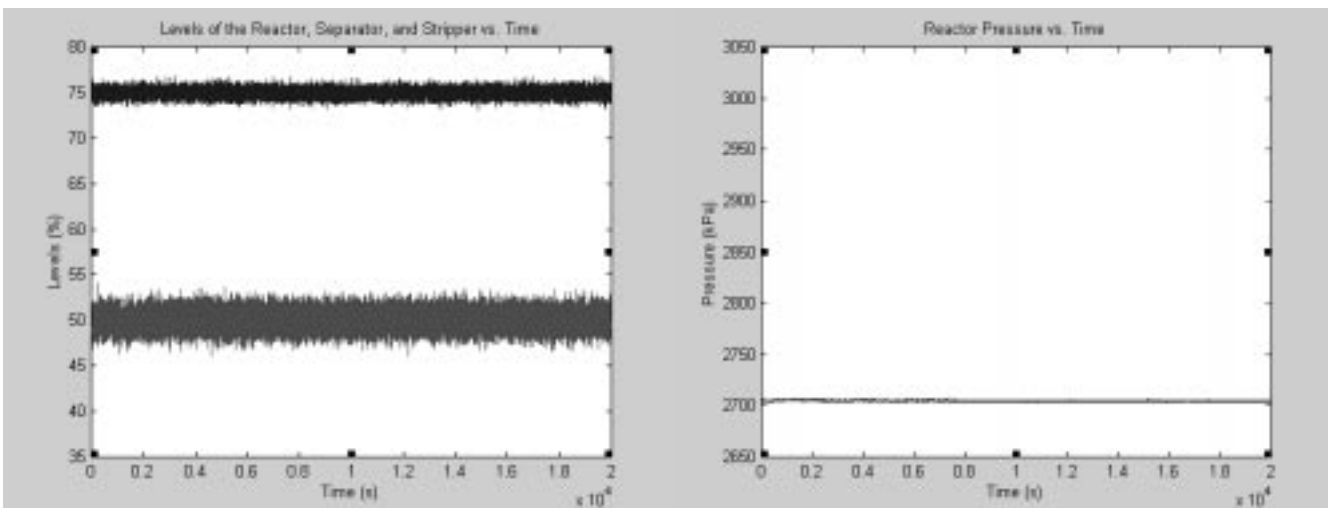 Levels of the Reactor, Separator, and Stripper vs. Time
80
75
70
65
60
55
50
45
40
35
Levels (%)
0 0.2 0.4 0.6 0.8 1 1.2 1.4 1.6 1.8 2
Time (s)
x 10^4
Reactor Pressure vs. Time
3050
3000
2950
2900
2850
2800
2750
2700
2650
Pressure (kPa)
0 0.2 0.4 0.6 0.8 1 1.2 1.4 1.6 1.8 2
Time (s)
x 10^4